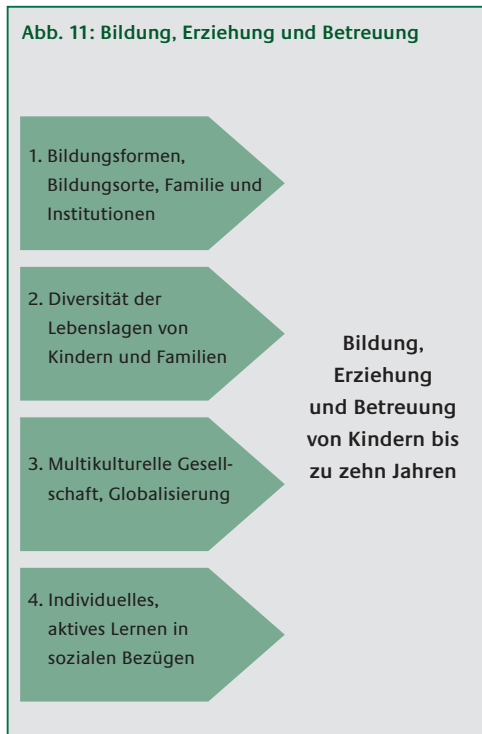 Abb. 11: Bildung, Erziehung und Betreuung
1. Bildungsformen,
Bildungsorte, Familie und
Institutionen
2. Diversität der
Lebenslagen von
Kindern und Familien
3. Multikulturelle Gesell-
schaft, Globalisierung
4. Individuelles,
aktives Lernen in
sozialen Bezügen
Bildung,
Erziehung
und Betreuung
von Kindern bis
zu zehn Jahren